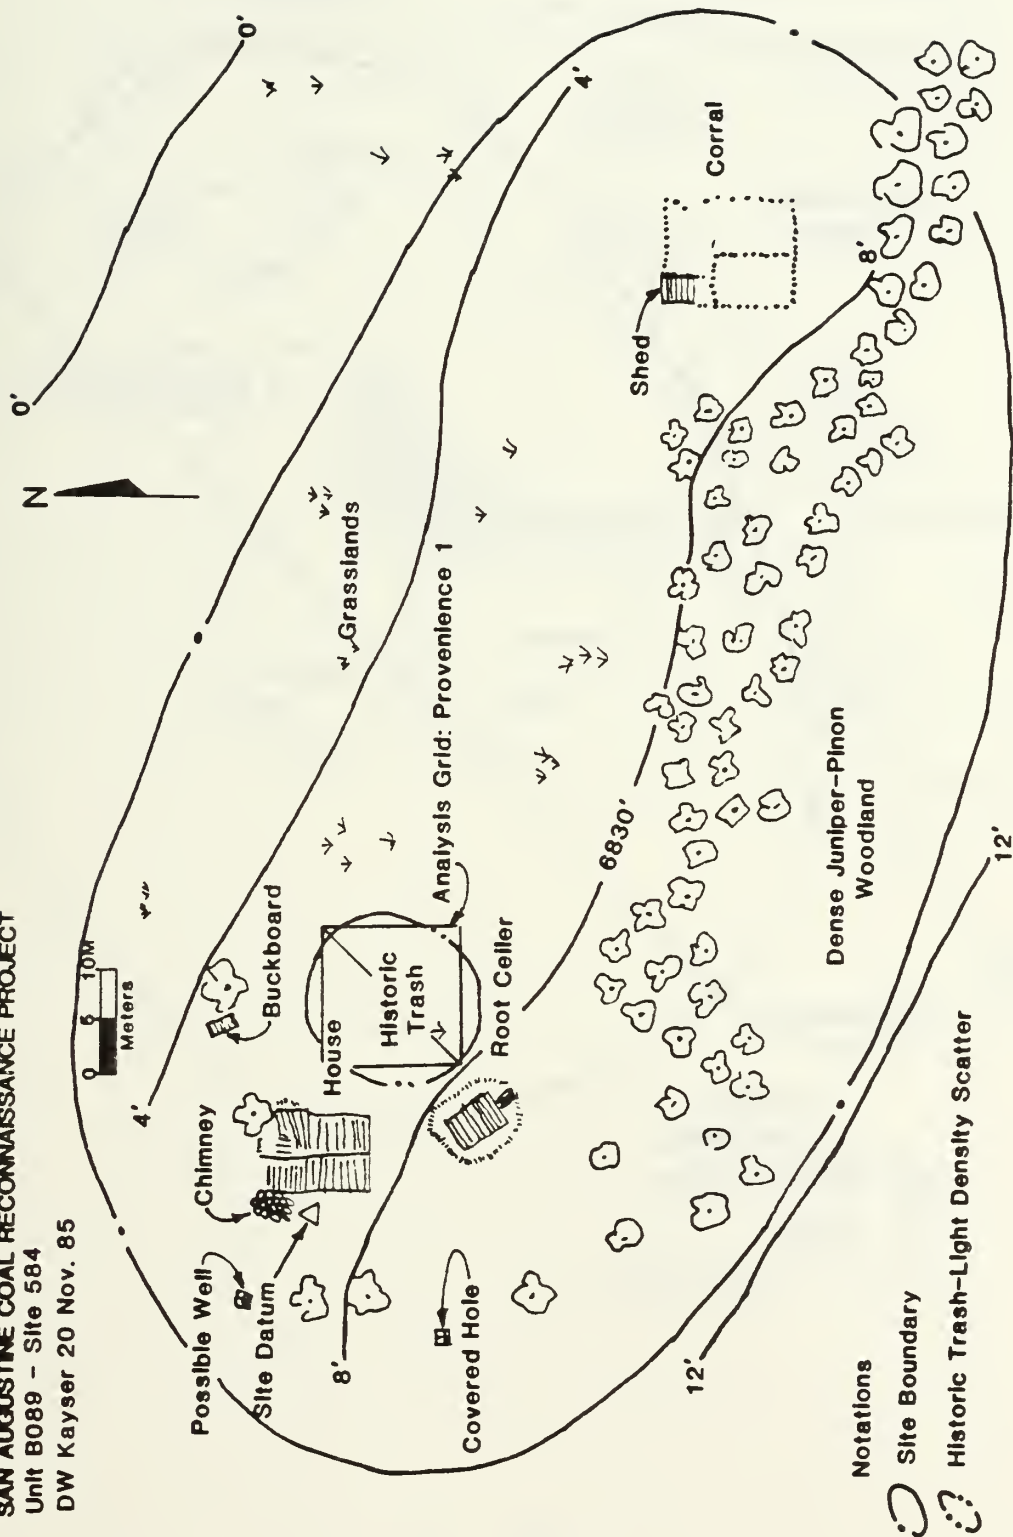 SAN AUGUSTINE COAL RECONNAISSANCE PROJECT
Unit B089 - Site 584
DW Kayser 20 Nov. 85
0 5 10M
Meters
N
0'
0'
4'
4'
Grasslands
Buckboard
Chimney
Possible Well
Site Datum
House
Historic
Trash
Analysis Grid: Provenience 1
Root Celler
8'
6830'
8'
Shed
Corral
Covered Hole
12'
12'
Dense Juniper-Pinon
Woodland
Notations
Site Boundary
Historic Trash-Light Density Scatter